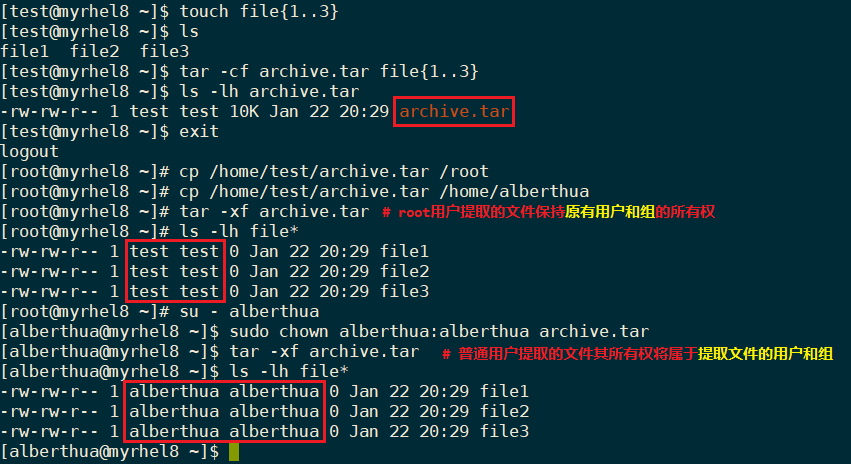 [test@myrhel8 ~]$ touch file{1..3}
[test@myrhel8 ~]$ ls
file1  file2  file3
[test@myrhel8 ~]$ tar -cf archive.tar file{1..3}
[test@myrhel8 ~]$ ls -lh archive.tar
-rw-rw-r-- 1 test test 10K Jan 22 20:29 archive.tar
[test@myrhel8 ~]$ exit
logout
[root@myrhel8 ~]# cp /home/test/archive.tar /root
[root@myrhel8 ~]# cp /home/test/archive.tar /home/alberthua
[root@myrhel8 ~]# tar -xf archive.tar  # root用户提取的文件保持原有用户和组的所有权
[root@myrhel8 ~]# ls -lh file*
-rw-rw-r-- 1 test test 0 Jan 22 20:29 file1
-rw-rw-r-- 1 test test 0 Jan 22 20:29 file2
-rw-rw-r-- 1 test test 0 Jan 22 20:29 file3
[root@myrhel8 ~]# su - alberthua
[alberthua@myrhel8 ~]$ sudo chown alberthua:alberthua archive.tar
[alberthua@myrhel8 ~]$ tar -xf archive.tar  # 普通用户提取的文件其所有权将属于提取文件的用户和组
[alberthua@myrhel8 ~]$ ls -lh file*
-rw-rw-r-- 1 alberthua alberthua 0 Jan 22 20:29 file1
-rw-rw-r-- 1 alberthua alberthua 0 Jan 22 20:29 file2
-rw-rw-r-- 1 alberthua alberthua 0 Jan 22 20:29 file3
[alberthua@myrhel8 ~]$